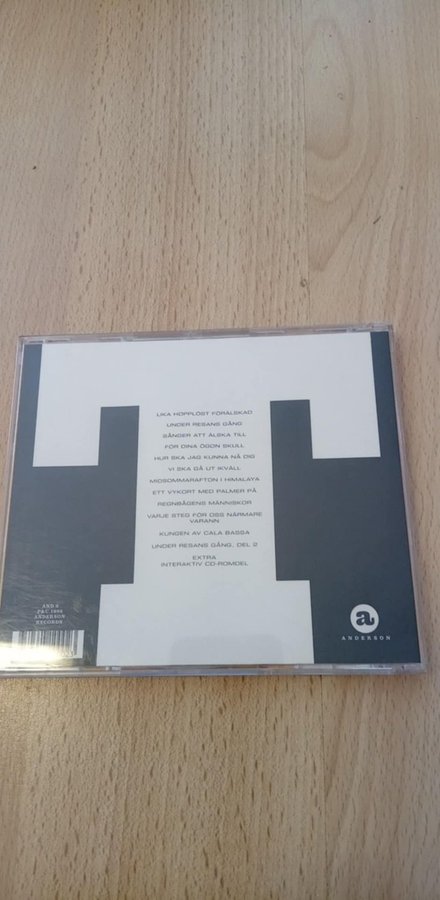 LIKA HOPPLÖST FÖRÄLSKAD
UNDER RESANS GÅNG
SÅNGER ATT ÄLSKA TILL
FÖR DINA ÖGON SKULL
HUR SKA JAG KUNNA NÅ DIG
VI SKA GÅ UT IKVÄLL
MIDSOMMARAFTON I HIMALAYA
ETT VYKORT MED PALMER PÅ
REGNBÅGENS MÄNNISKOR
VARJE STEG FÖR OSS NÄRMARE
VARANN
KUNGEN AV CALA BASSA
UNDER RESANS GÅNG, DEL 2
EXTRA
INTERAKTIV CD-ROMDEL
P&C
ANDERSON
RECORDS
a
ANDERSON